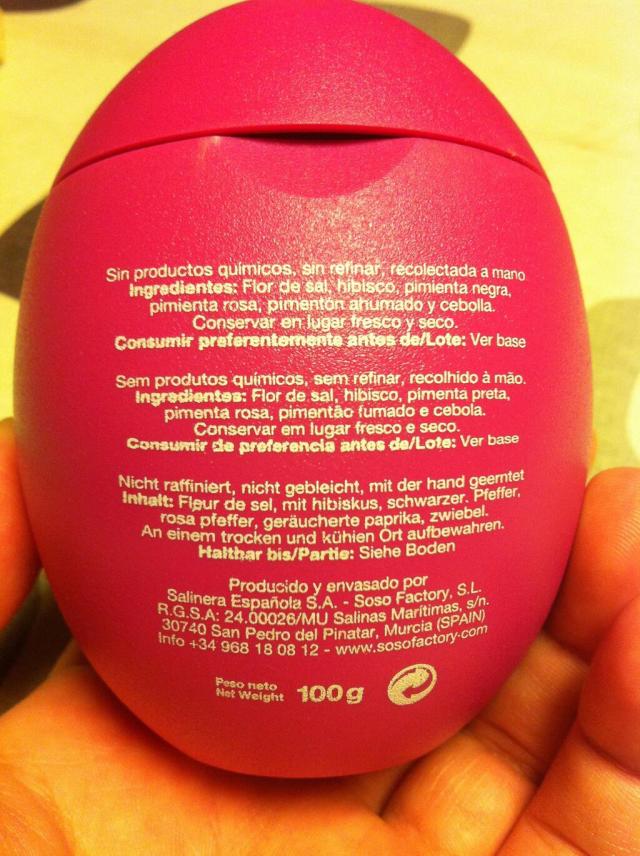 Sin productos químicos, sin refinar, recolectada a mano
Ingredientes: Flor de sal, hibisco, pimienta negra,
pimienta rosa, pimentón ahumado y cebolla.
Conservar en lugar fresco y seco.
Consumir preferentemente antes de/Lote: Ver base
Sem produtos químicos, sem refinar, recolhido à mão.
Ingredientes: Flor de sal, hibisco, pimenta preta,
pimenta rosa, pimentão fumado e cebola.
Conservar em lugar fresco e seco.
Consumir de preferencia antes de/Lote: Ver base
Nicht raffiniert, nicht gebleicht, mit der hand geerntet
Inhalt: Fleur de sel, mit hibiskus, schwarzer. Pfeffer,
rosa pfeffer, geräucherte paprika, zwiebel.
An einem trocken und kühlen Ort aufbewahren.
Haltbar bis/Partie: Siehe Boden
Producido y envasado por
Salinera Española S.A. - Soso Factory, S.L.
R.G.S.A: 24.00026/MU Salinas Marítimas, s/n.
30740 San Pedro del Pinatar, Murcia (SPAIN)
Info +34 968 18 08 12 - www.sosofactory.com
Peso neto
Net Weight 100g